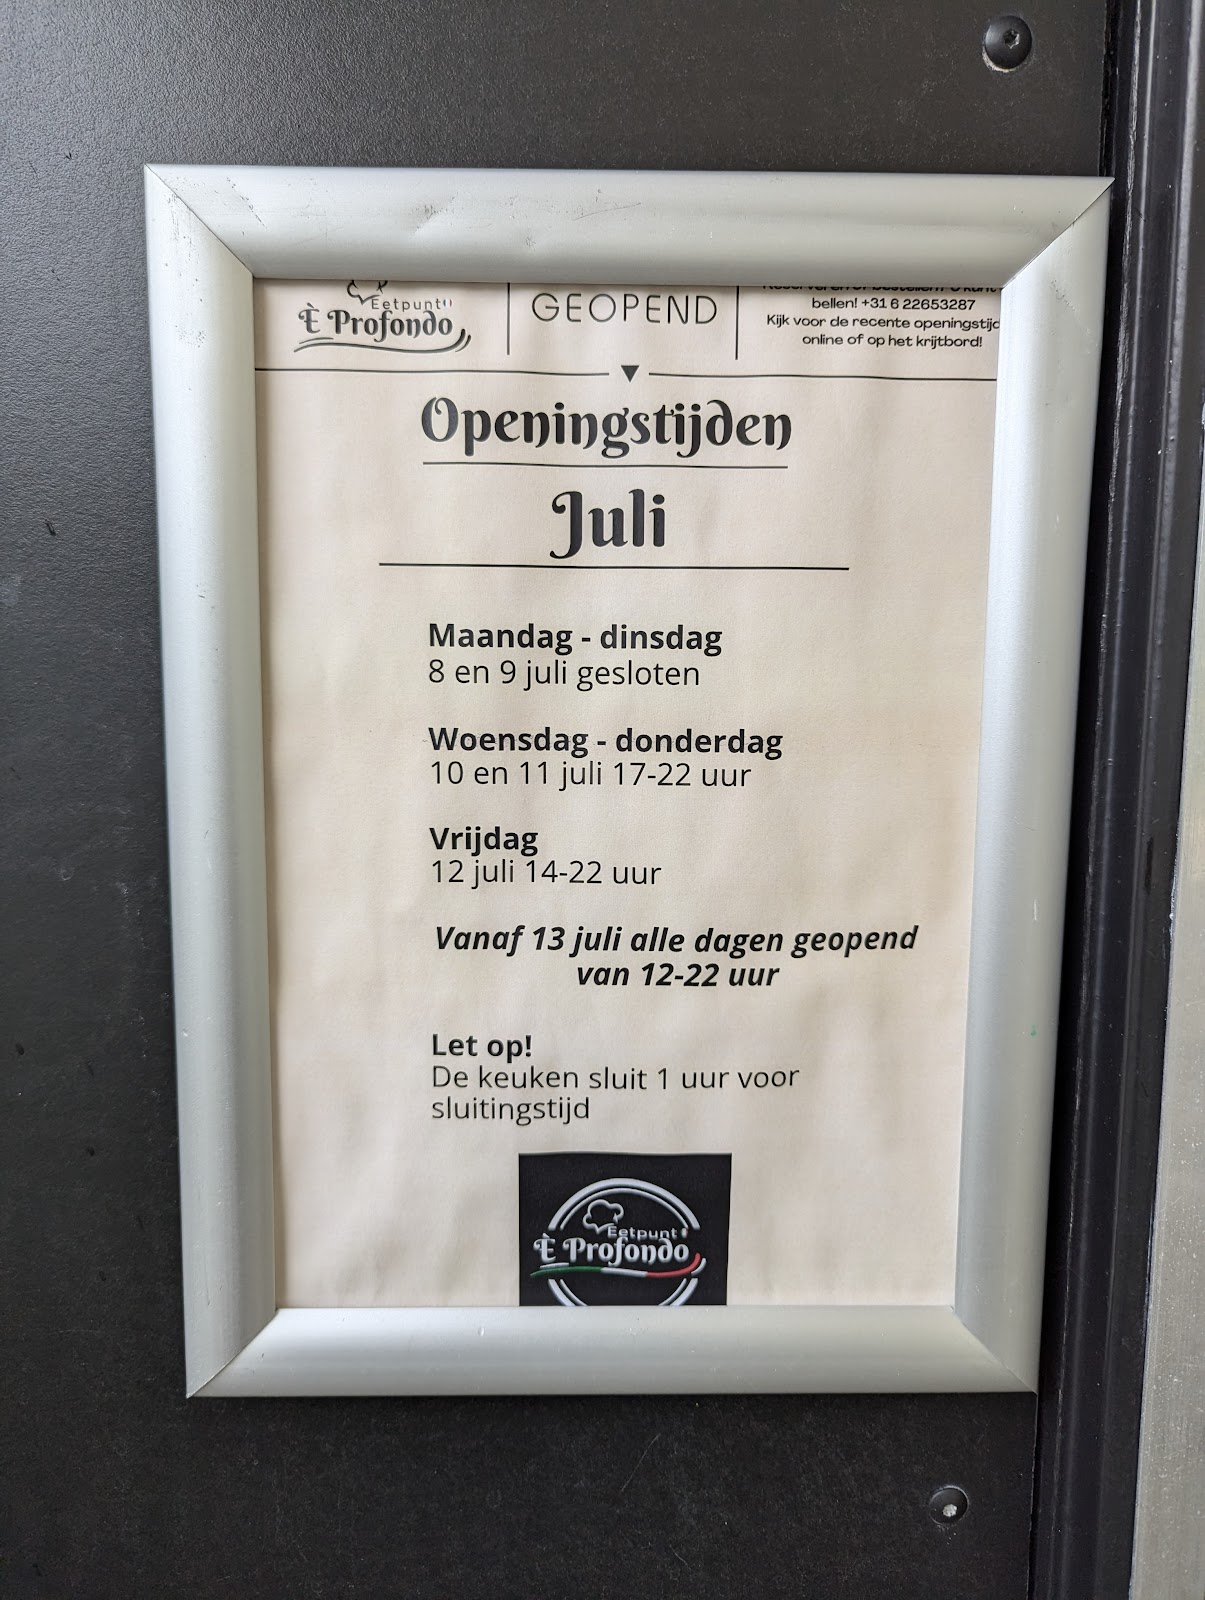 Eetpunt
È Profondo
GEOPEND
bellen! +31 6 22653287
Kijk voor de recente openingstijd
online of op het krijtbord!
Openingstijden
Juli
Maandag - dinsdag
8 en 9 juli gesloten
Woensdag - donderdag
10 en 11 juli 17-22 uur
Vrijdag
12 juli 14-22 uur
Vanaf 13 juli alle dagen geopend
van 12-22 uur
Let op!
De keuken sluit 1 uur voor
sluitingstijd
Eetpunt
È Profondo